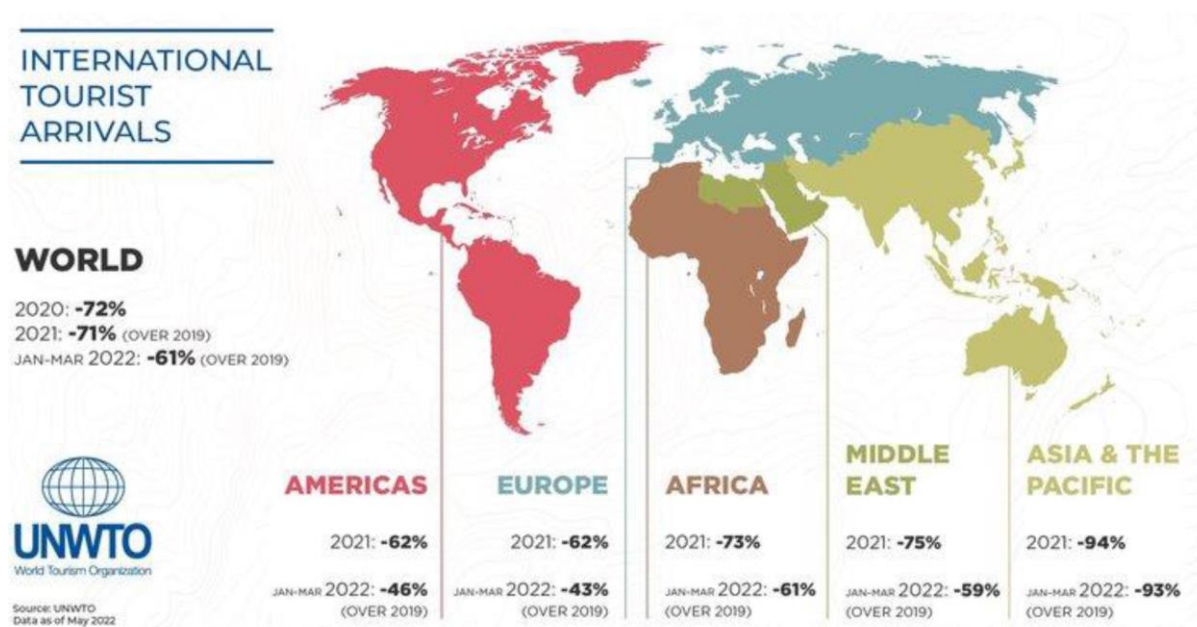 INTERNATIONAL
TOURIST
ARRIVALS
WORLD
2020: -72%
2021: -71% (OVER 2019)
JAN-MAR 2022: -61% (OVER 2019)
UNWTO
World Tourism Organization
Source: UNWTO
Data as of May 2022
AMERICAS
2021: -62%
JAN-MAR 2022: -46%
(OVER 2019)
EUROPE
2021: -62%
JAN-MAR 2022: -43%
(OVER 2019)
AFRICA
2021: -73%
JAN-MAR 2022: -61%
(OVER 2019)
MIDDLE
EAST
2021: -75%
JAN-MAR 2022: -59%
(OVER 2019)
ASIA & THE
PACIFIC
2021: -94%
JAN-MAR 2022: -93%
(OVER 2019)